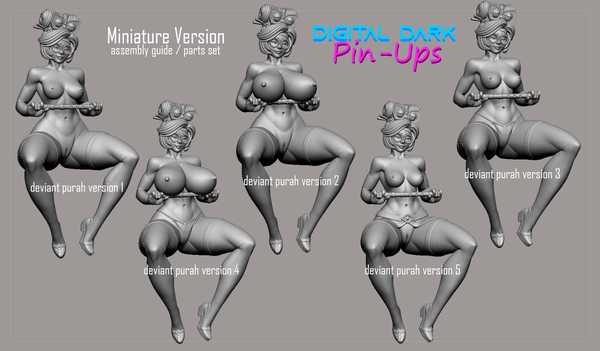 Miniature Version
assembly guide / parts set
DIGITAL DARK
Pin-Ups
deviant purah version 1
deviant purah version 2
deviant purah version 3
deviant purah version 4
deviant purah version 5